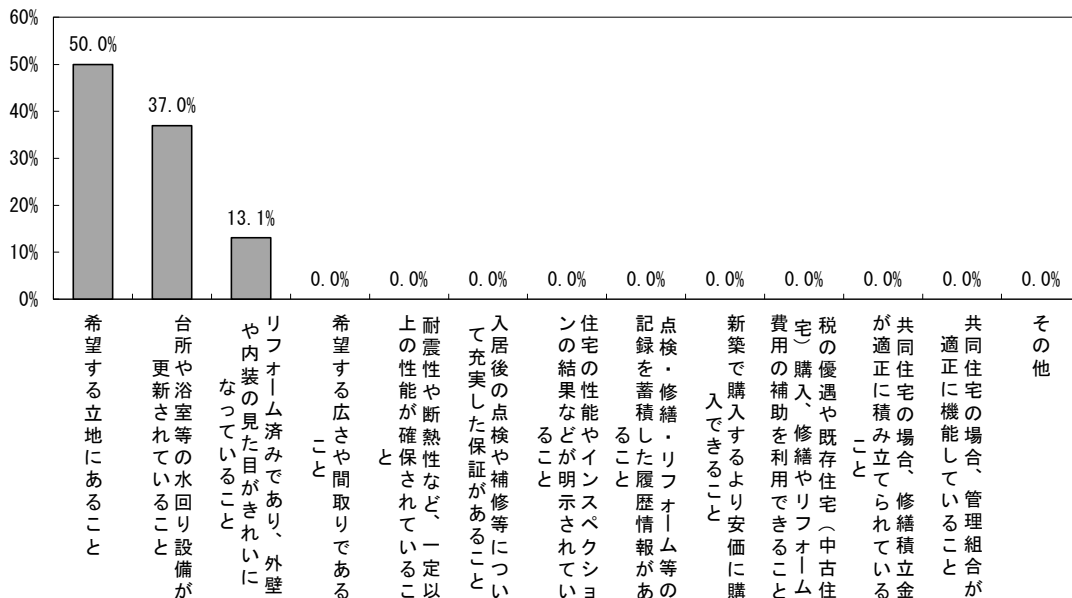 60%
50%
40%
30%
20%
10%
0%
50.0%
37.0%
13.1%
0.0%
0.0%
0.0%
0.0%
0.0%
0.0%
0.0%
0.0%
0.0%
0.0%
希望する立地にあること
台所や浴室等の水回り設備が
更新されていること
リフォーム済みであり、外壁
や内装の見た目がきれいに
なっていること
希望する広さや間取りである
こと
耐震性や断熱性など、一定以
上の性能が確保されているこ
と
入居後の点検や補修等につい
て充実した保証があること
住宅の性能やインスペクショ
ンの結果などが明示されてい
ること
点検・修繕・リフォーム等の
記録を蓄積した履歴情報があ
ること
新築で購入するより安価に購
入できること
税の優遇や既存住宅（中古住
宅）購入、修繕やリフォーム
費用の補助を利用できること
共同住宅の場合、修繕積立金
が適正に積み立てられている
こと
共同住宅の場合、管理組合が
適正に機能していること
その他